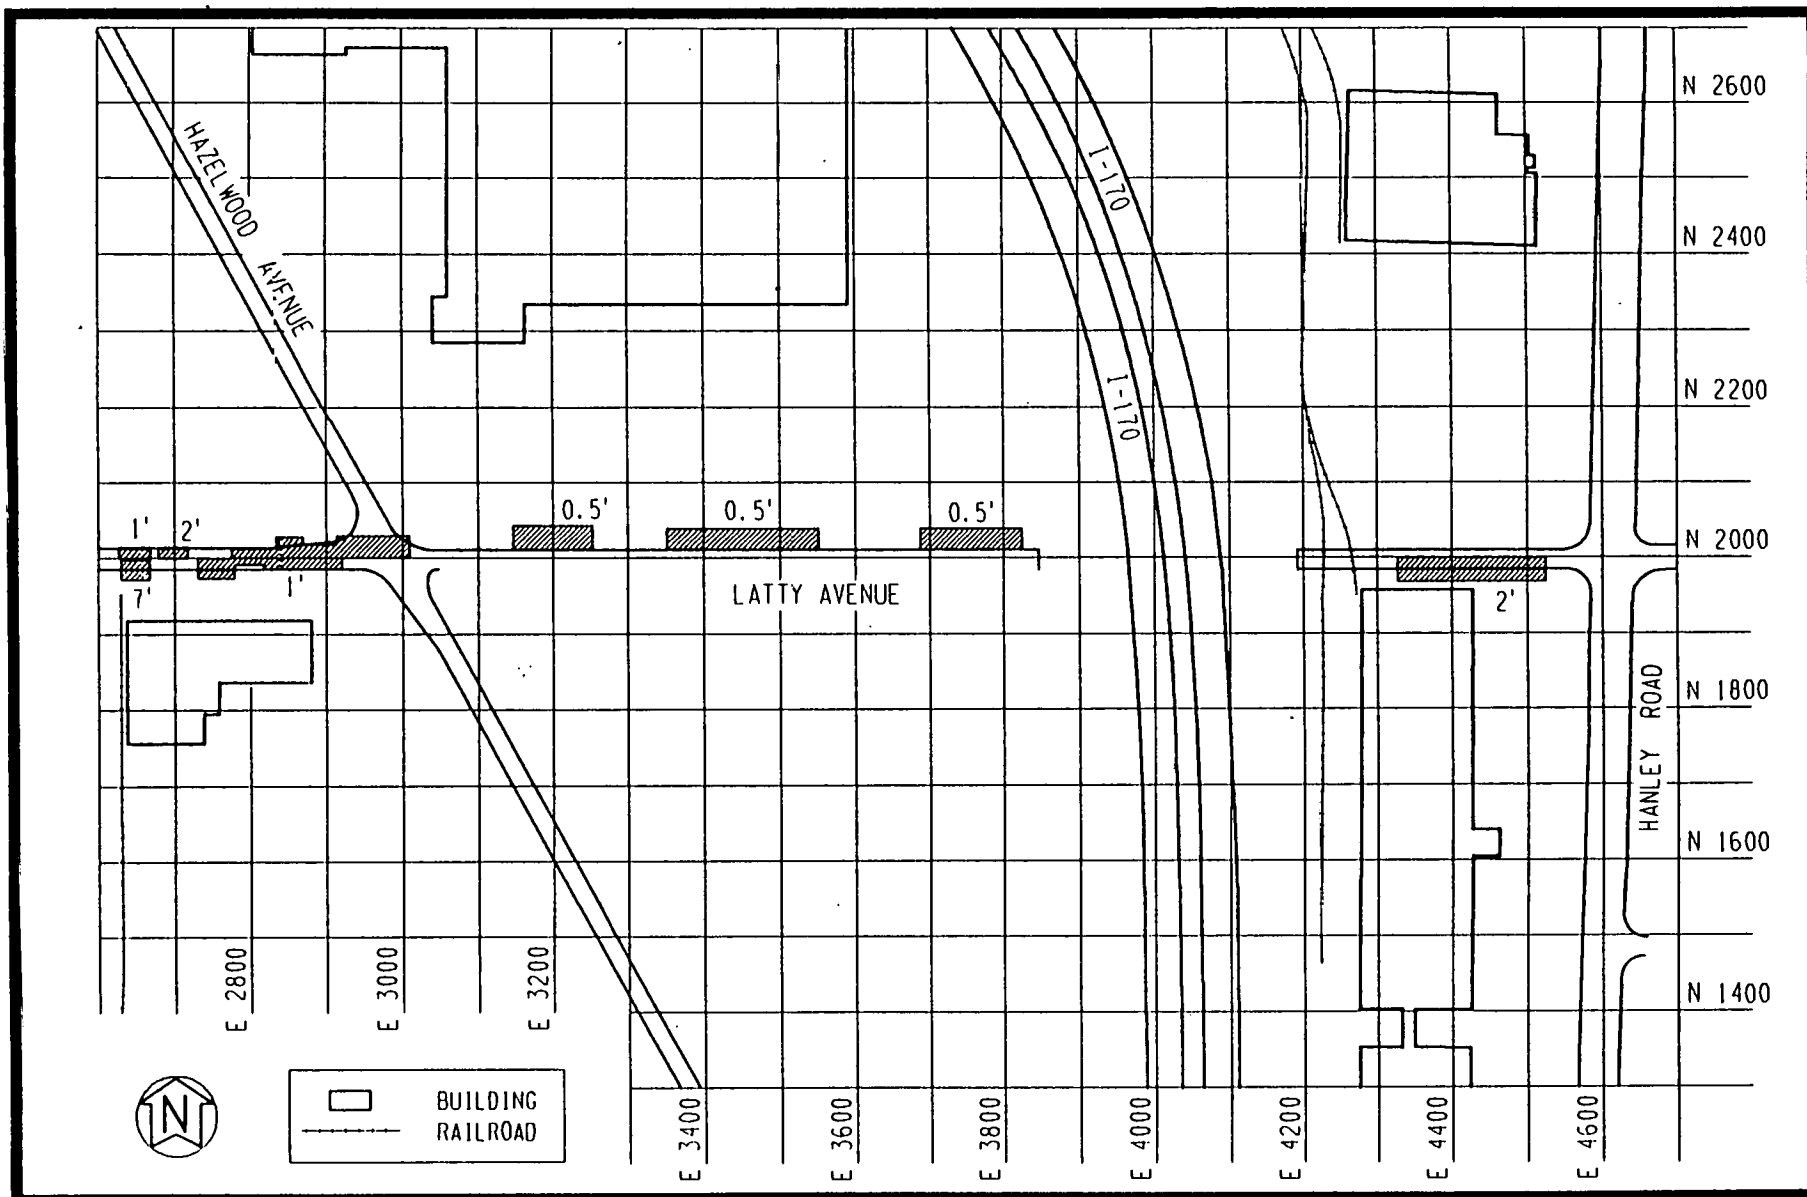 N 2600
HAZELWOOD AVENUE
I-170
N 2400
N 2200
I-170
0.5'
0.5'
0.5'
1'
2'
N 2000
7'
1'
LATTY AVENUE
2'
N 1800
HANLEY ROAD
N 1600
E 2800
E 3000
E 3200
N 1400
N
BUILDING
RAILROAD
E 3400
E 3600
E 3800
E 4000
E 4200
E 4400
E 4600